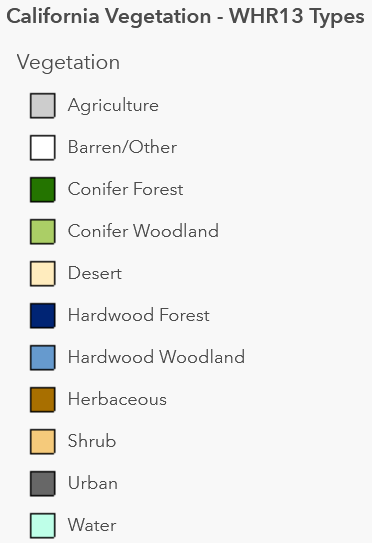 California Vegetation - WHR13 Types
Vegetation
Agriculture
Barren/Other
Conifer Forest
Conifer Woodland
Desert
Hardwood Forest
Hardwood Woodland
Herbaceous
Shrub
Urban
Water